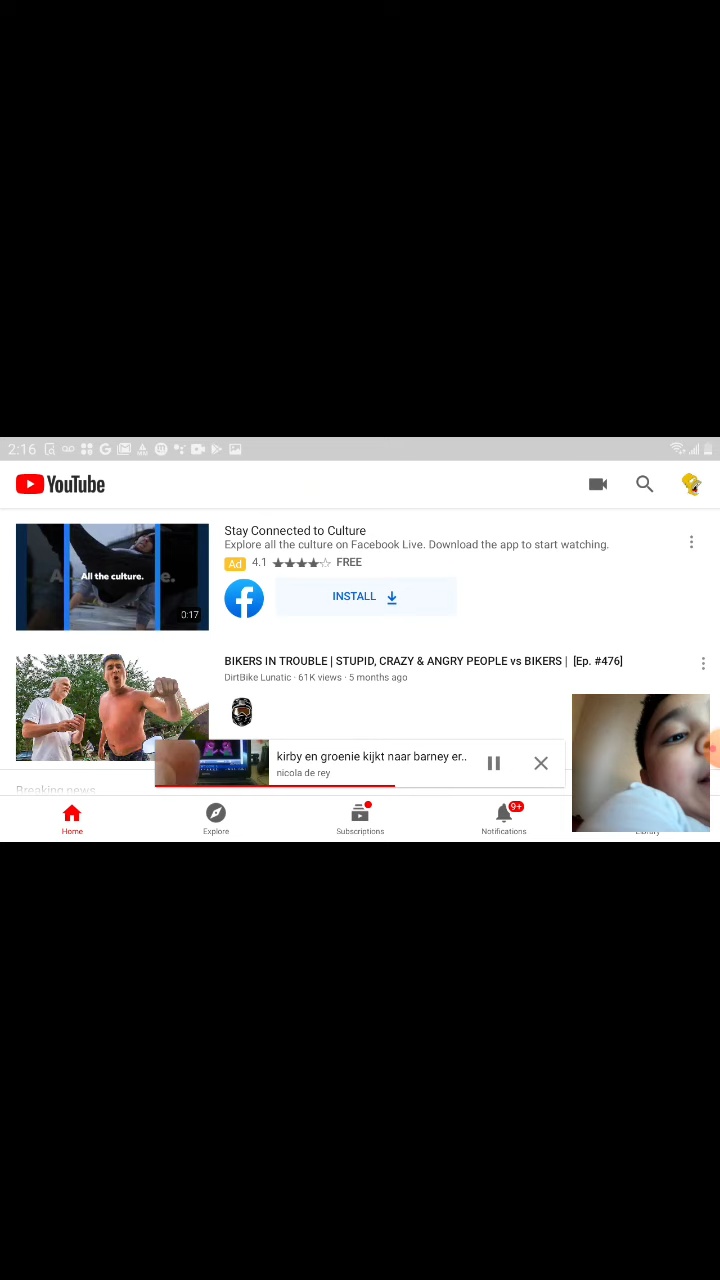 2:16
YouTube
Stay Connected to Culture
Explore all the culture on Facebook Live. Download the app to start watching.
Ad 4.1 FREE
All the culture.
0:17
INSTALL
BIKERS IN TROUBLE | STUPID, CRAZY & ANGRY PEOPLE vs BIKERS | [Ep. #476]
DirtBike Lunatic · 61K views · 5 months ago
kirby en groenie kijkt naar barney er..
nicola de rey
Breaking news
9+
Home Explore Subscriptions Notifications Library